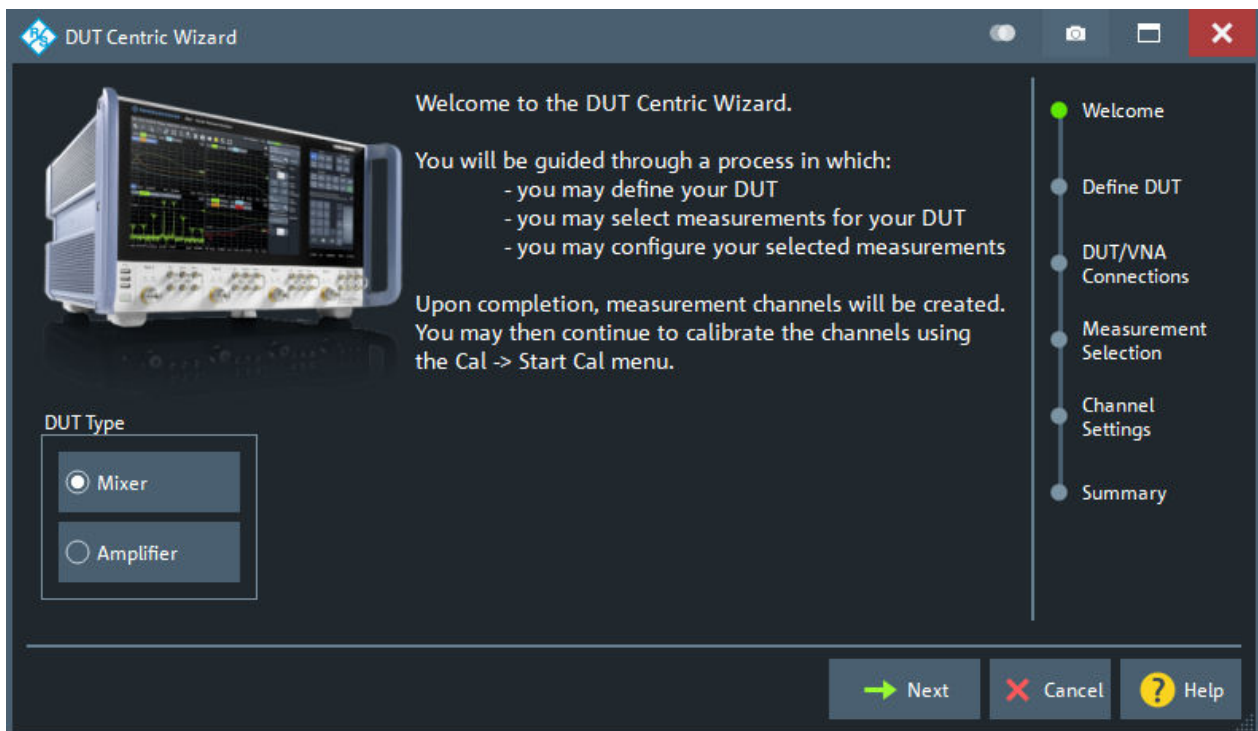 DUT Centric Wizard
Welcome to the DUT Centric Wizard.
You will be guided through a process in which:
- you may define your DUT
- you may select measurements for your DUT
- you may configure your selected measurements
Upon completion, measurement channels will be created.
You may then continue to calibrate the channels using
the Cal -> Start Cal menu.
DUT Type
Mixer
Amplifier
Welcome
Define DUT
DUT/VNA
Connections
Measurement
Selection
Channel
Settings
Summary
Next
Cancel
? Help